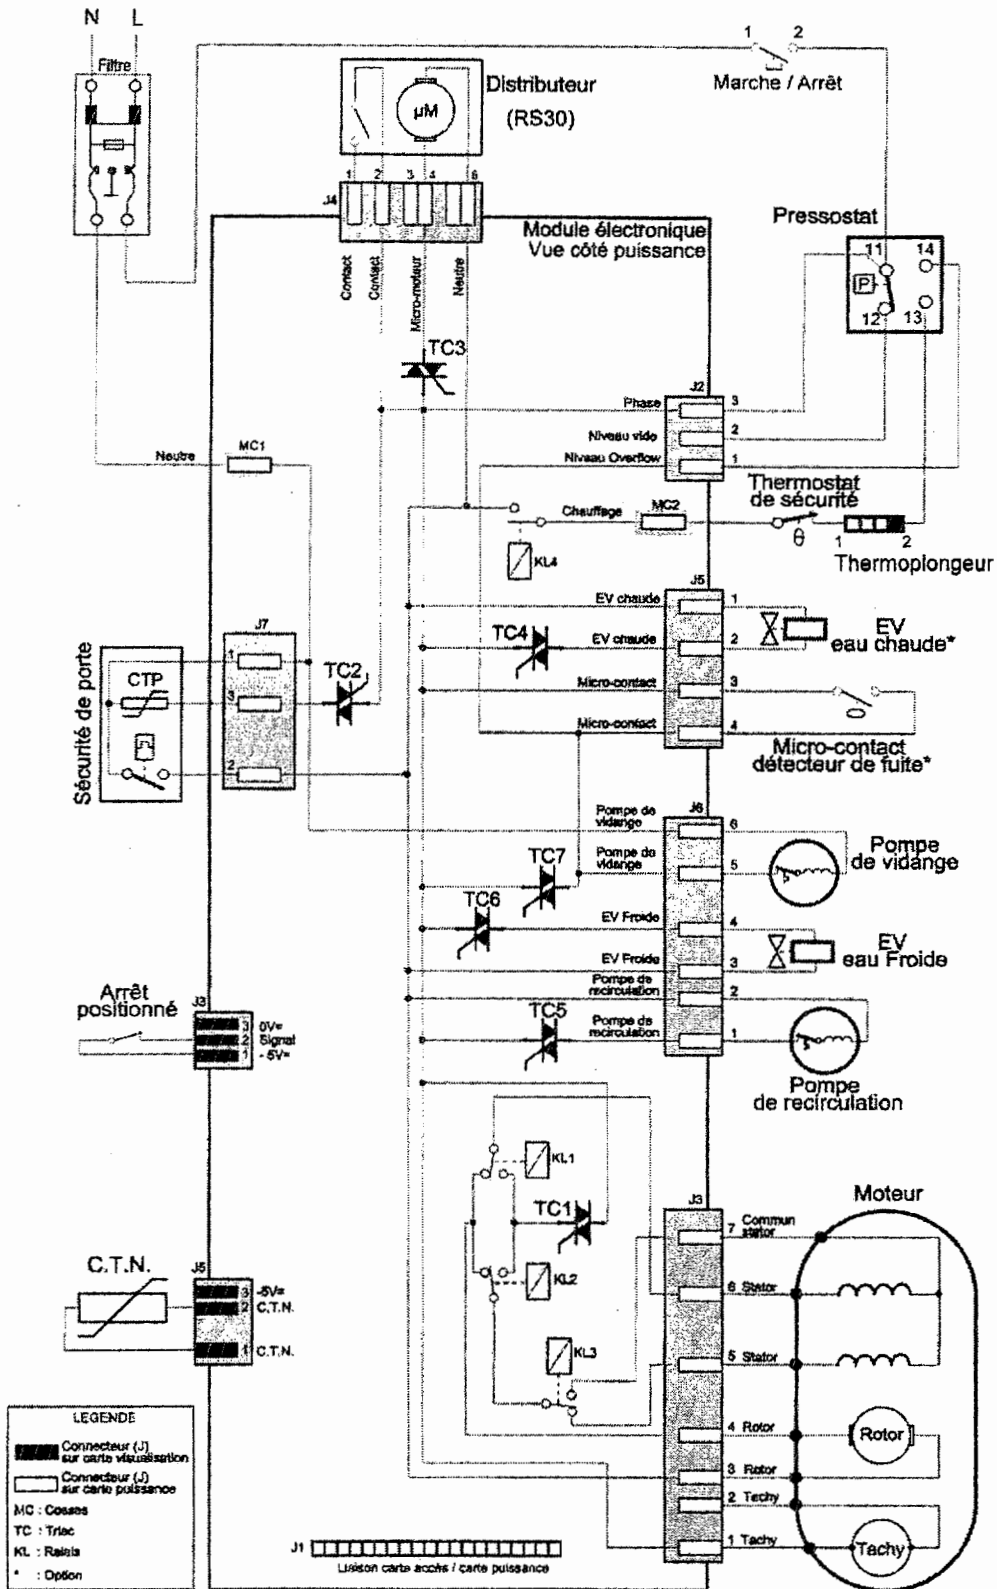 N L
Filtre
1 2
Marche / Arrêt
µM
Distributeur
(RS30)
1 2 3 4 5
J4
Module électronique
Vue côté puissance
Contact
Contact
Micro-moteur
Neutre
Pressostat
11 14
P
12 13
TC3
J2
Phase 3
Niveau vide 2
Niveau Overflow 1
Neutre MC1
Thermostat
de sécurité
θ
Chauffage MC2
KL4
1 2
Thermoplongeur
J5
EV chaude 1
TC4 EV chaude 2
EV
eau chaude*
Micro-contact 3
Micro-contact 4
Micro-contact
détecteur de fuite*
Sécurité de porte
CTP
J7
1
3
2
TC2
J6
Pompe de
vidange 6
Pompe de
vidange 5
Pompe
de vidange
TC7
TC6
EV Froide 4
EV Froide 3
EV
eau Froide
Pompe de
recirculation 2
TC5
Pompe de
recirculation 1
Pompe
de recirculation
Arrêt
positionné
J3
3 0V=
2 Signal
1 - 5V=
KL1
TC1
KL2
KL3
J3
Moteur
7 Commun
stator
6 Stator
5 Stator
4 Rotor
3 Rotor
2 Tachy
1 Tachy
Rotor
Tachy
C.T.N.
J5
3 -5V=
2 C.T.N.
1 C.T.N.
LEGENDE
Connecteur (J)
sur carte visualisation
Connecteur (J)
sur carte puissance
MC : Cosses
TC : Triac
KL : Relais
* : Option
J1
Liaison carte accès / carte puissance